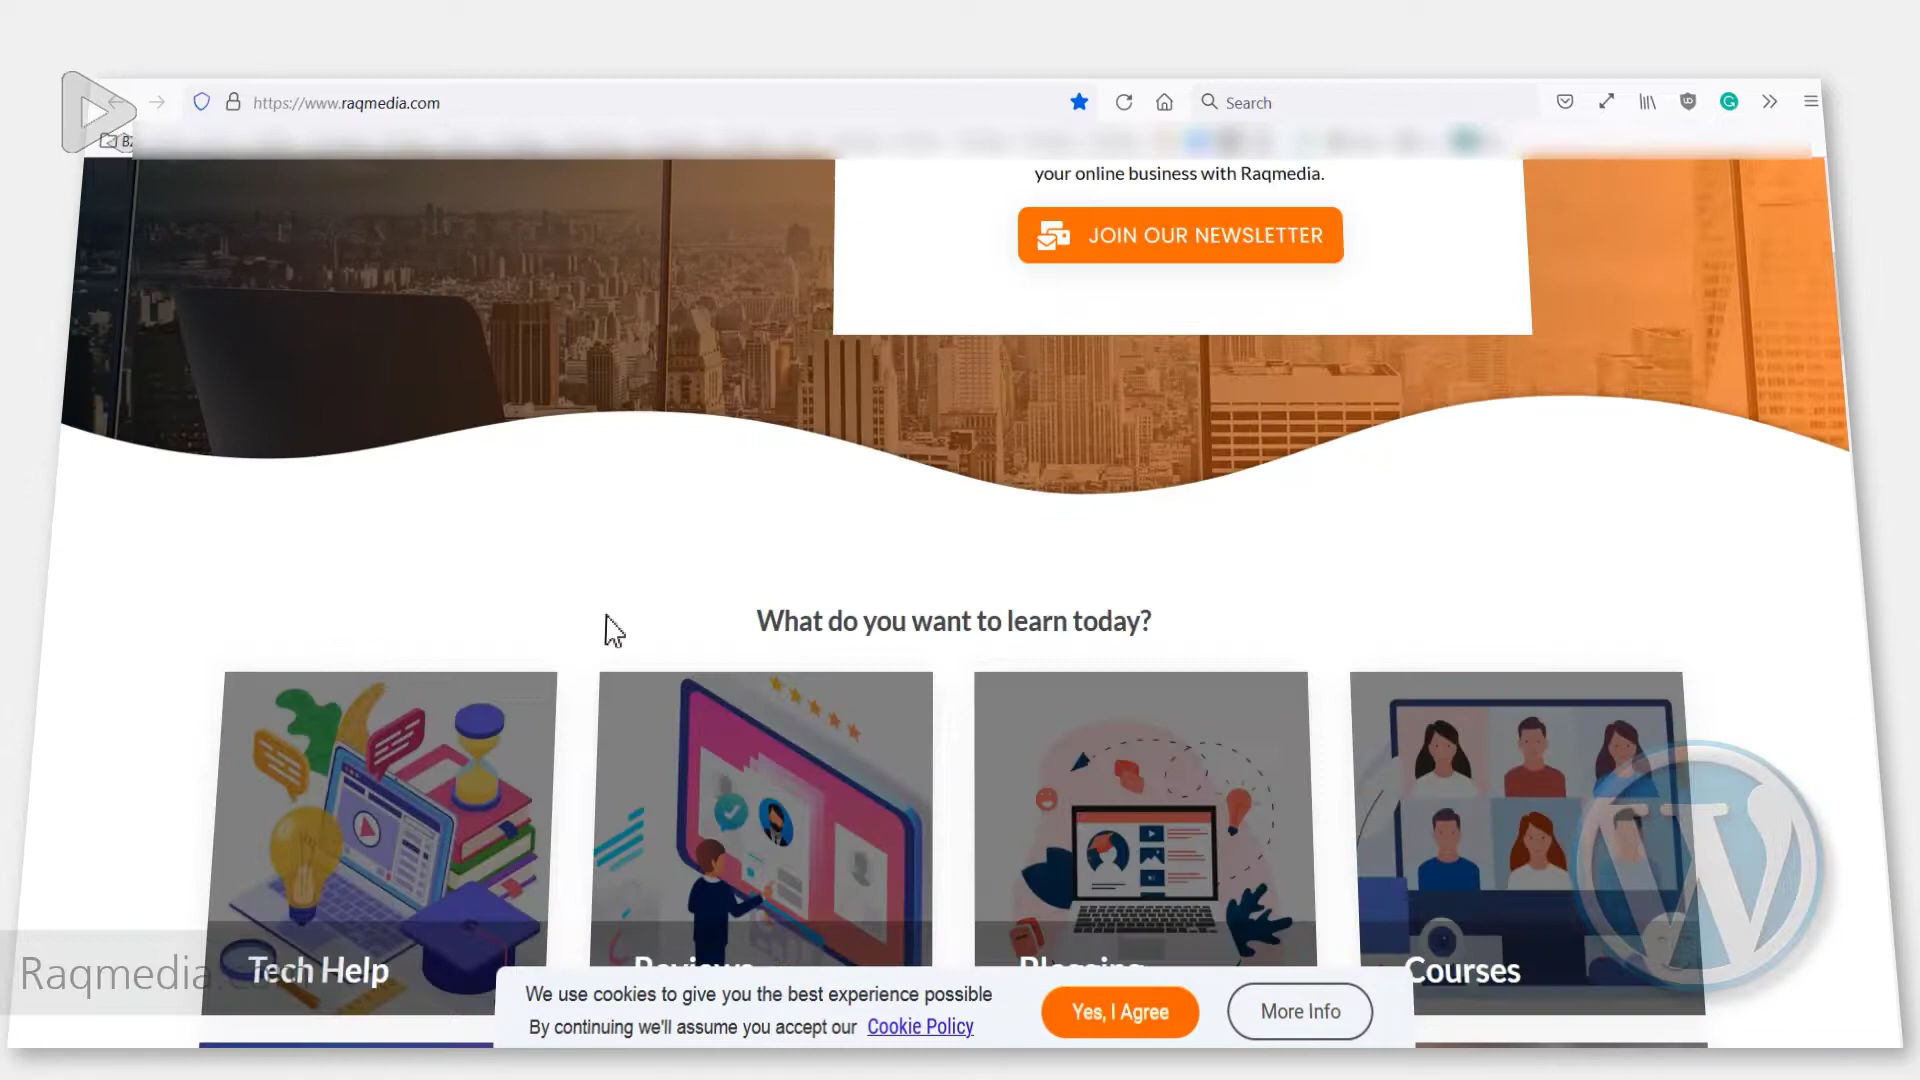 https://www.raqmedia.com
Search
your online business with Raqmedia.
JOIN OUR NEWSLETTER
What do you want to learn today?
Tech Help
Reviews
Blogging
Courses
Raqmedia
We use cookies to give you the best experience possible
By continuing we'll assume you accept our Cookie Policy
Yes, I Agree
More Info